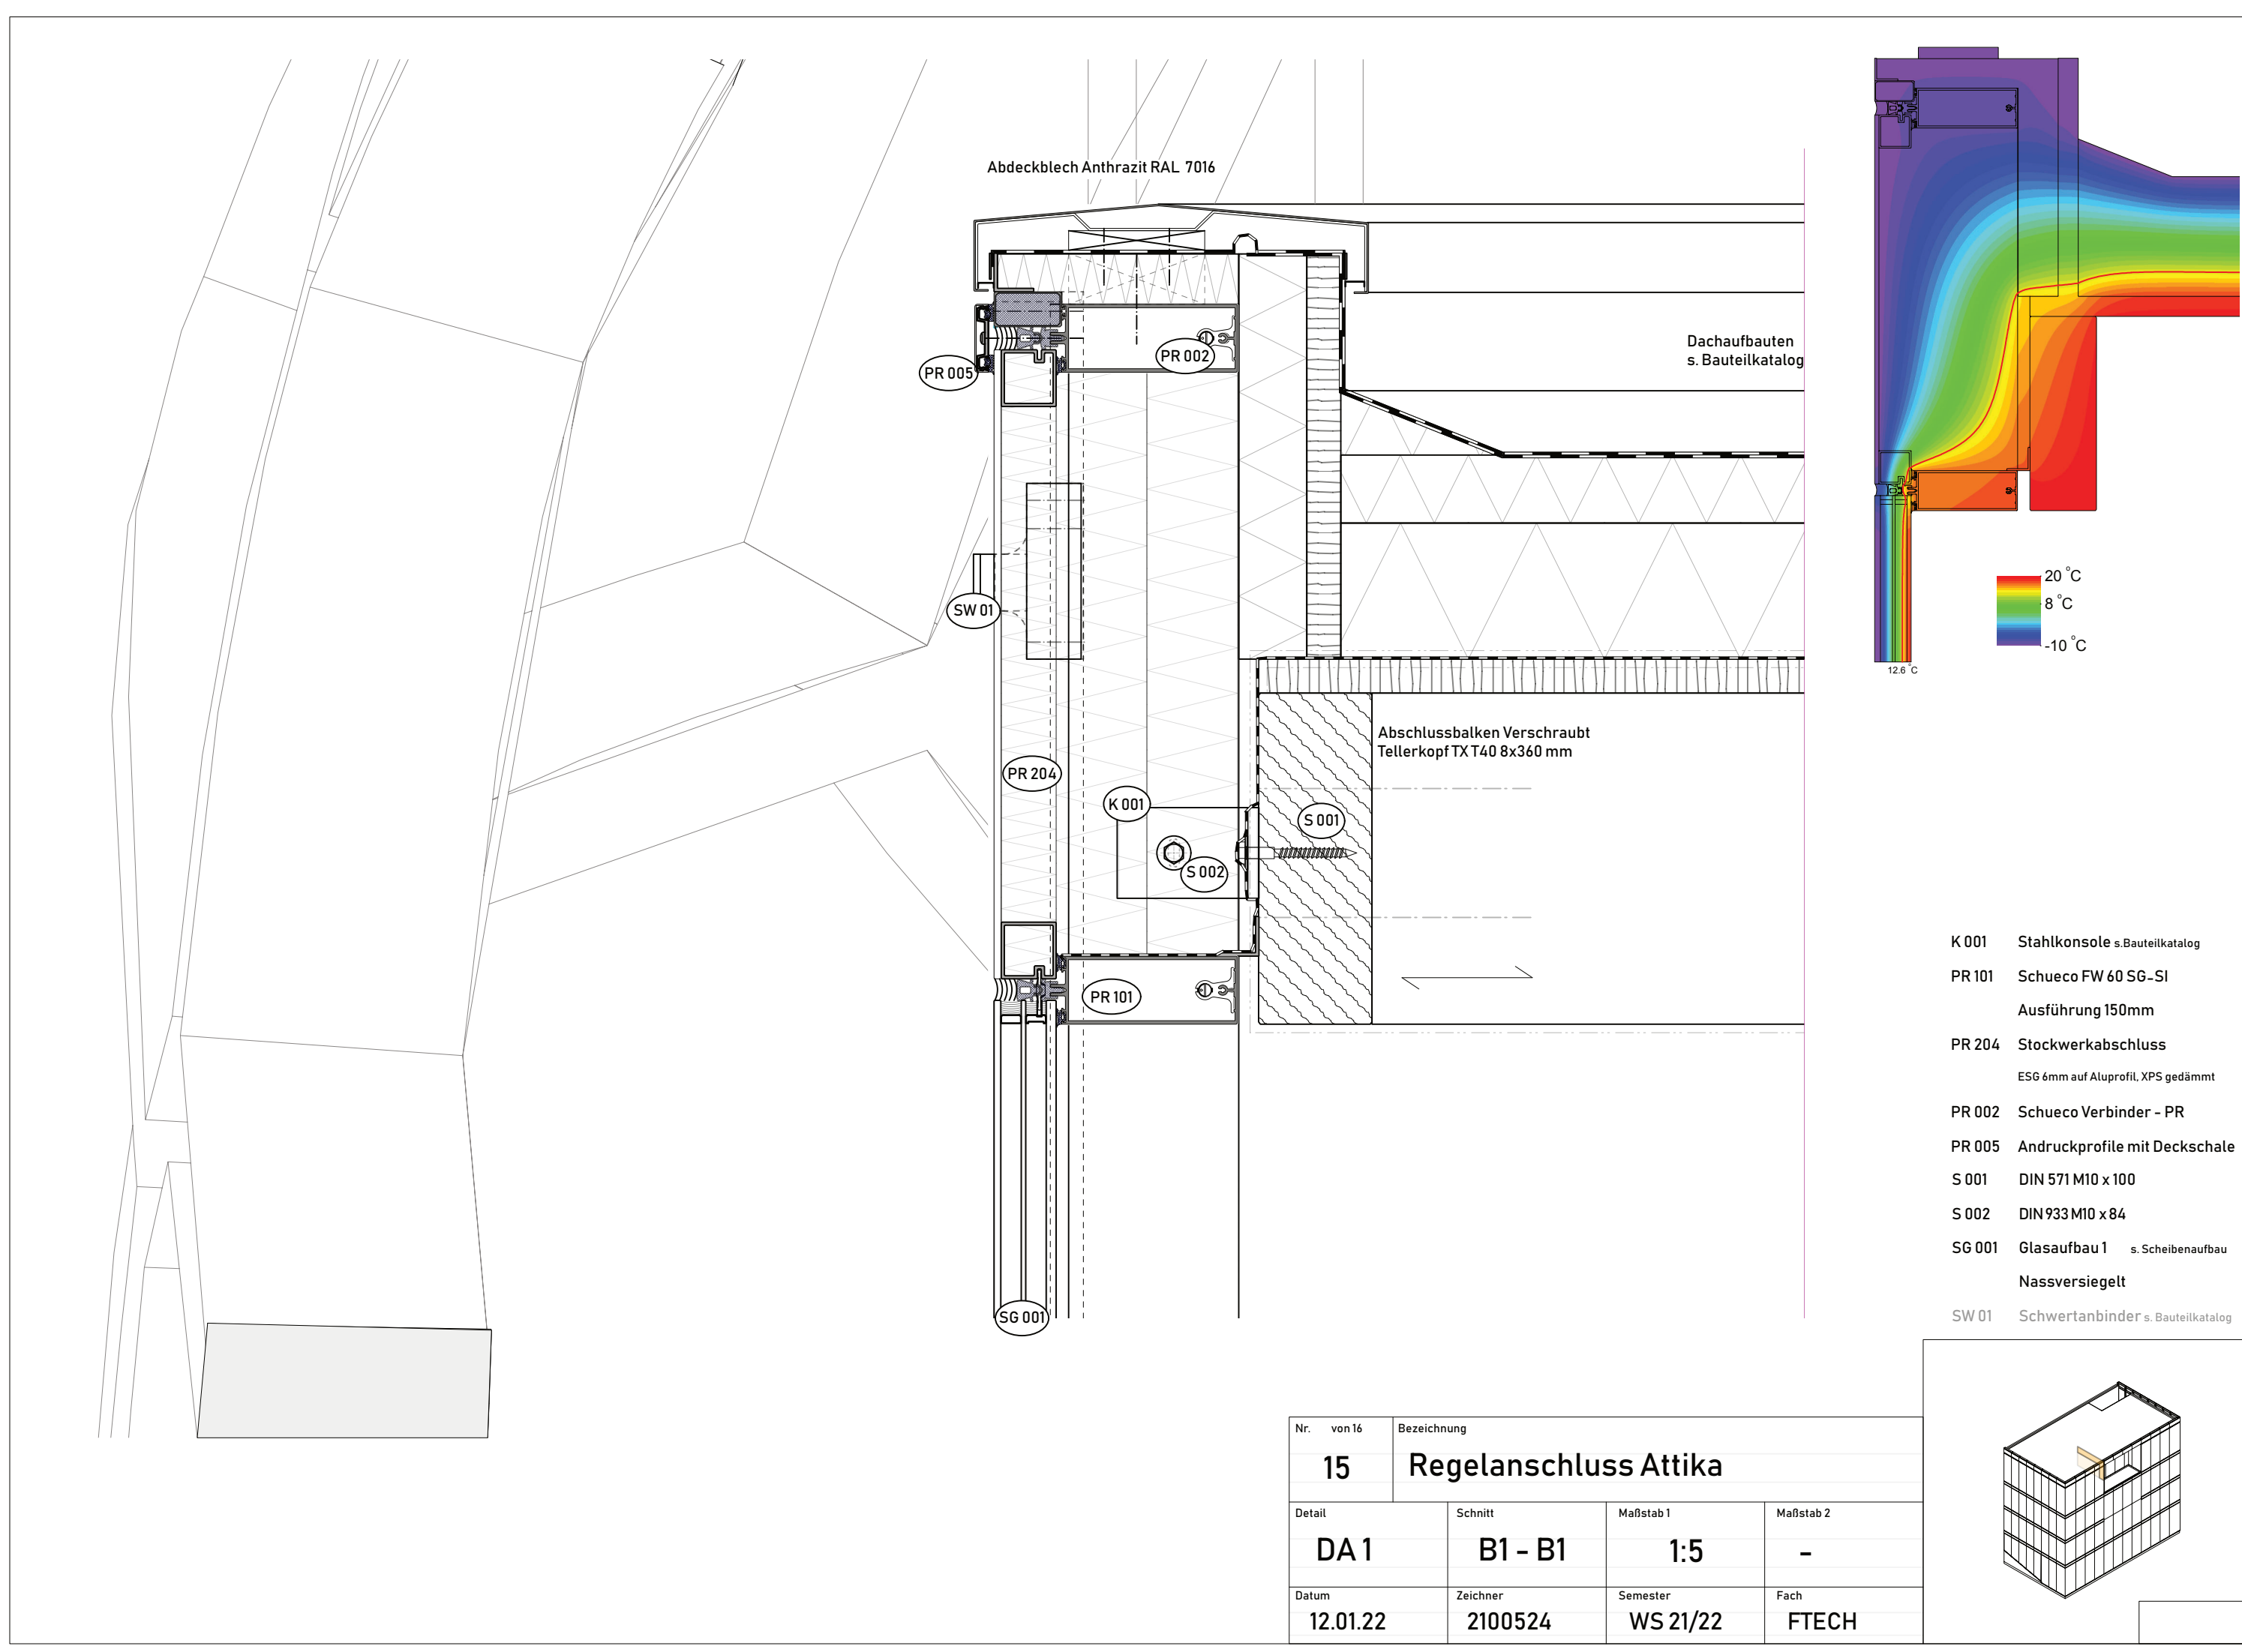 Abdeckblech Anthrazit RAL 7016
Dachaufbauten
s. Bauteilkatalog
PR 002
PR 005
SW 01
PR 204
Abschlussbalken Verschraubt
Tellerkopf TX T40 8x360 mm
K 001
S 001
S 002
PR 101
SG 001
20 °C
8 °C
-10 °C
12.6 °C
K 001 Stahlkonsole s.Bauteilkatalog
PR 101 Schueco FW 60 SG-SI
Ausführung 150mm
PR 204 Stockwerkabschluss
ESG 6mm auf Aluprofil, XPS gedämmt
PR 002 Schueco Verbinder - PR
PR 005 Andruckprofile mit Deckschale
S 001 DIN 571 M10 x 100
S 002 DIN 933 M10 x 84
SG 001 Glasaufbau 1 s. Scheibenaufbau
Nassversiegelt
SW 01 Schwertanbinder s. Bauteilkatalog
Nr. von 16 Bezeichnung
15 Regelanschluss Attika
Detail Schnitt Maßstab 1 Maßstab 2
DA 1 B1 - B1 1:5 -
Datum Zeichner Semester Fach
12.01.22 2100524 WS 21/22 FTECH